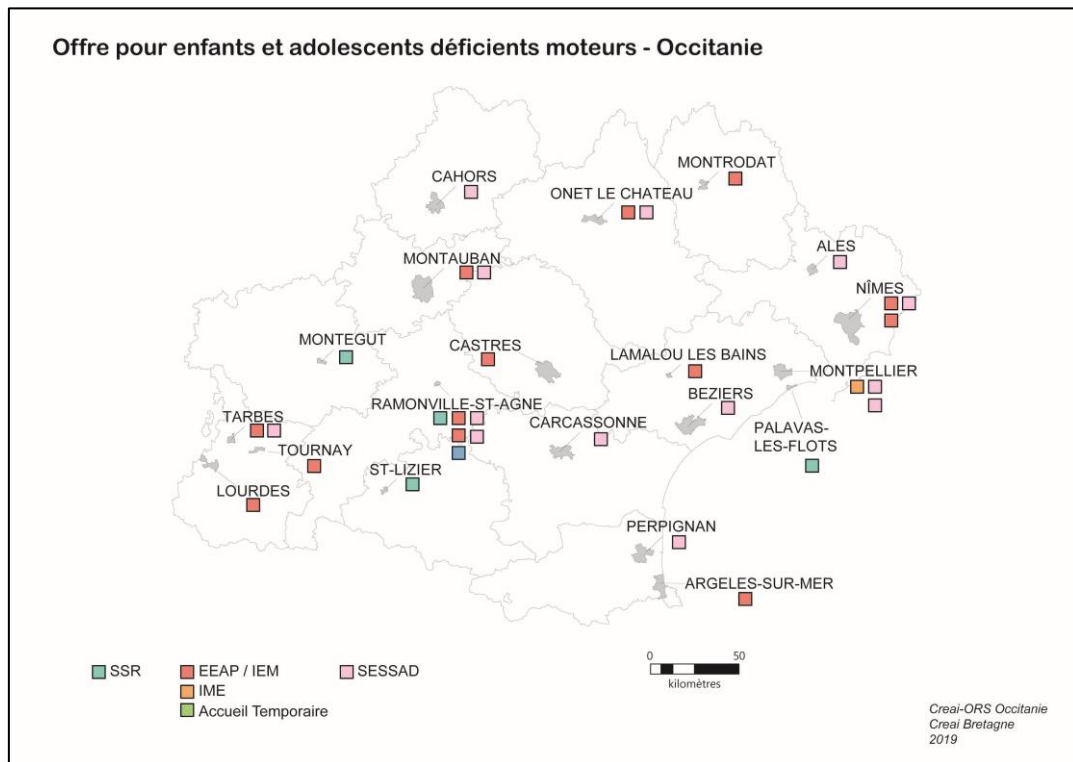 Offre pour enfants et adolescents déficients moteurs - Occitanie
MONTRODAT
CAHORS
ONET LE CHATEAU
ALES
MONTAUBAN
NÎMES
MONTEGUT
CASTRES
LAMALOU LES BAINS
MONTPELLIER
BEZIERS
RAMONVILLE-ST-AGNE
TARBES
CARCASSONNE
PALAVAS-
LES-FLOTS
TOURNAY
ST-LIZIER
LOURDES
PERPIGNAN
ARGELES-SUR-MER
0 50
kilomètres
SSR
EEAP / IEM
SESSAD
IME
Accueil Temporaire
Creai-ORS Occitanie
Creai Bretagne
2019